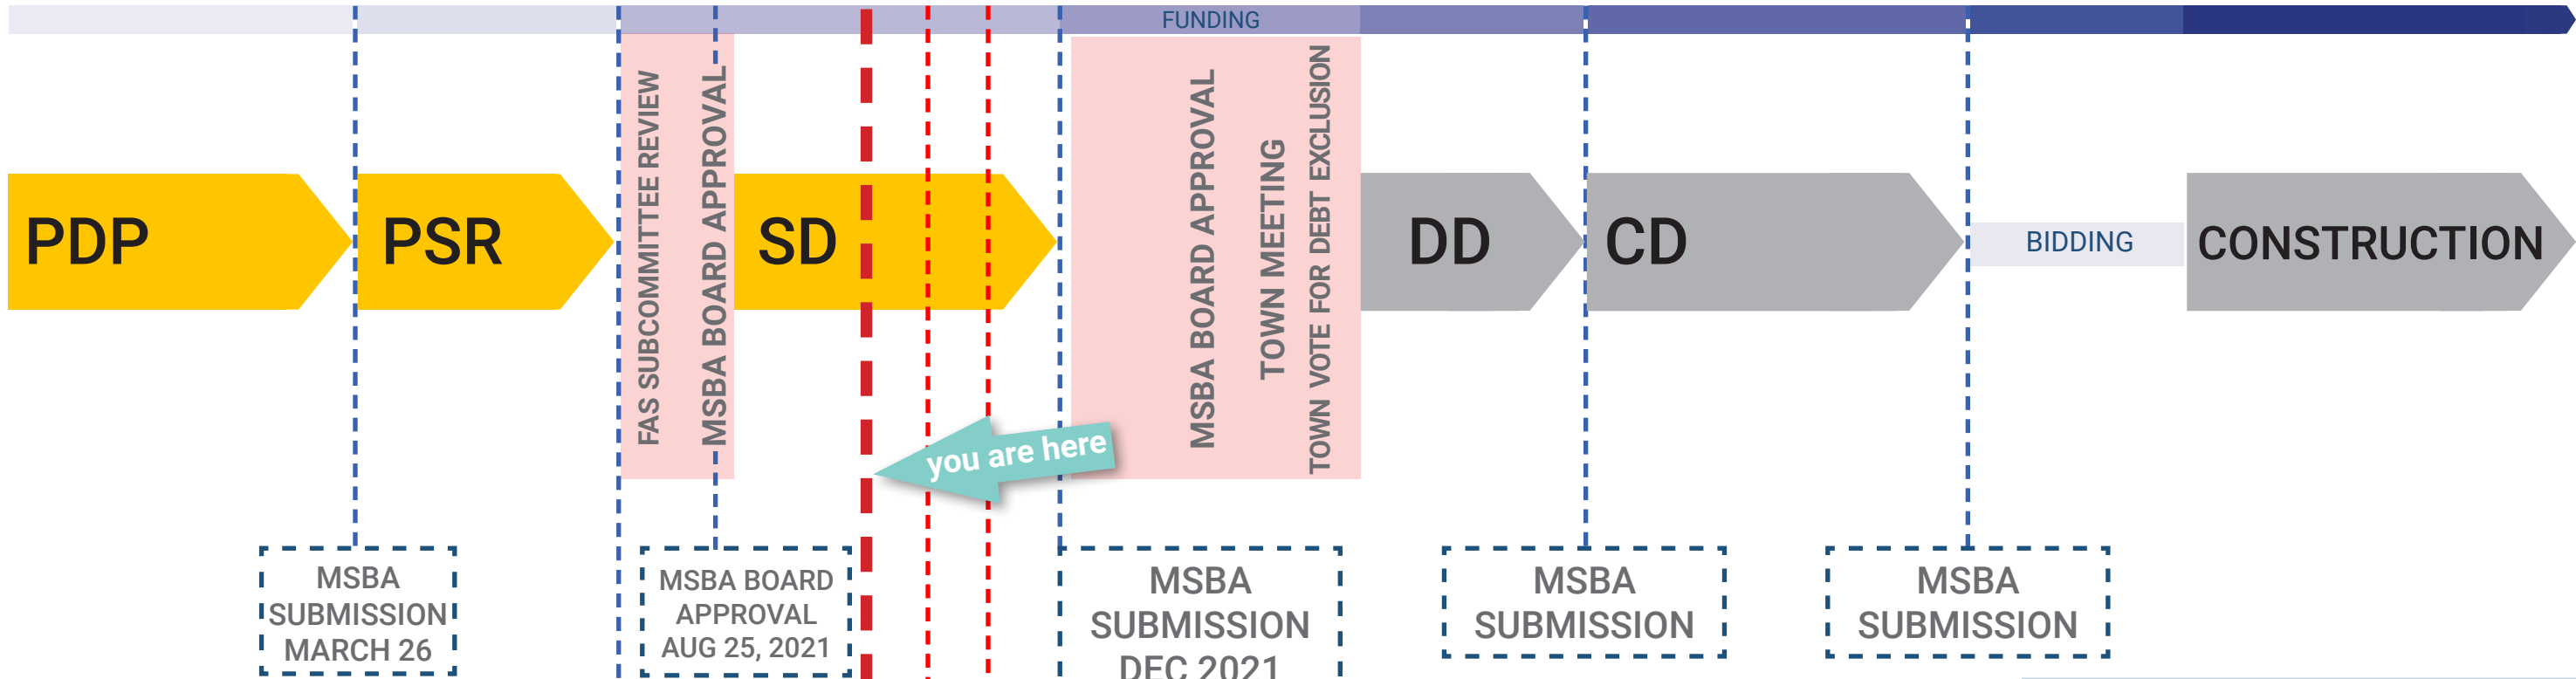 FUNDING
PDP
PSR
FAS SUBCOMMITTEE REVIEW
MSBA BOARD APPROVAL
SD
MSBA BOARD APPROVAL
TOWN MEETING
TOWN VOTE FOR DEBT EXCLUSION
DD
CD
BIDDING
CONSTRUCTION
you are here
MSBA
SUBMISSION
MARCH 26
MSBA BOARD
APPROVAL
AUG 25, 2021
MSBA
SUBMISSION
DEC 2021
MSBA
SUBMISSION
MSBA
SUBMISSION